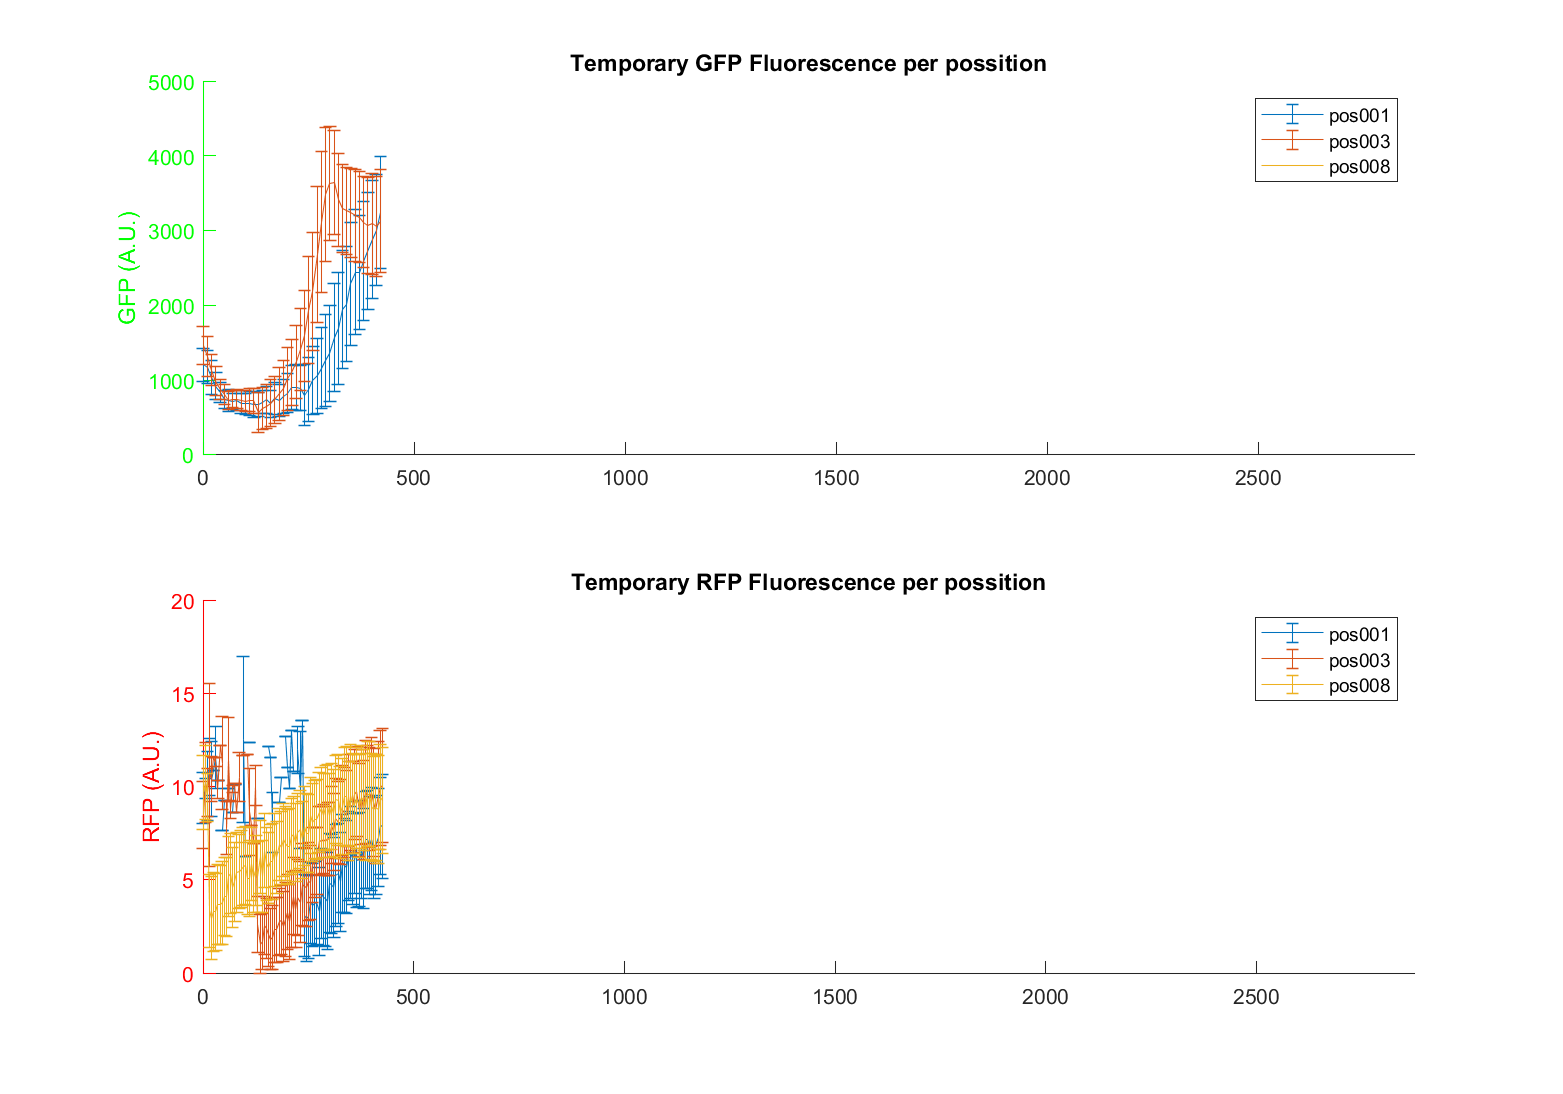 Temporary GFP Fluorescence per possition
5000
4000
3000
2000
1000
0
GFP (A.U.)
pos001
pos003
pos008
0 500 1000 1500 2000 2500
Temporary RFP Fluorescence per possition
20
15
10
5
0
RFP (A.U.)
pos001
pos003
pos008
0 500 1000 1500 2000 2500